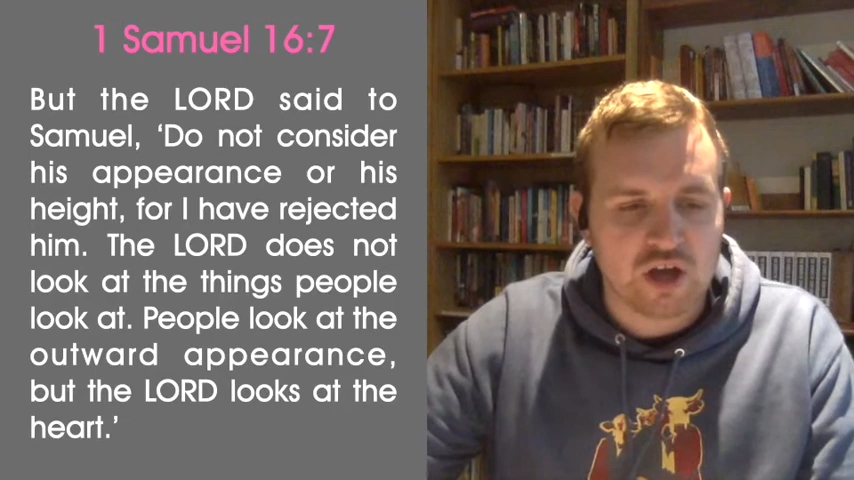 1 Samuel 16:7
But the LORD said to
Samuel, ‘Do not consider
his appearance or his
height, for I have rejected
him. The LORD does not
look at the things people
look at. People look at the
outward appearance,
but the LORD looks at the
heart.’